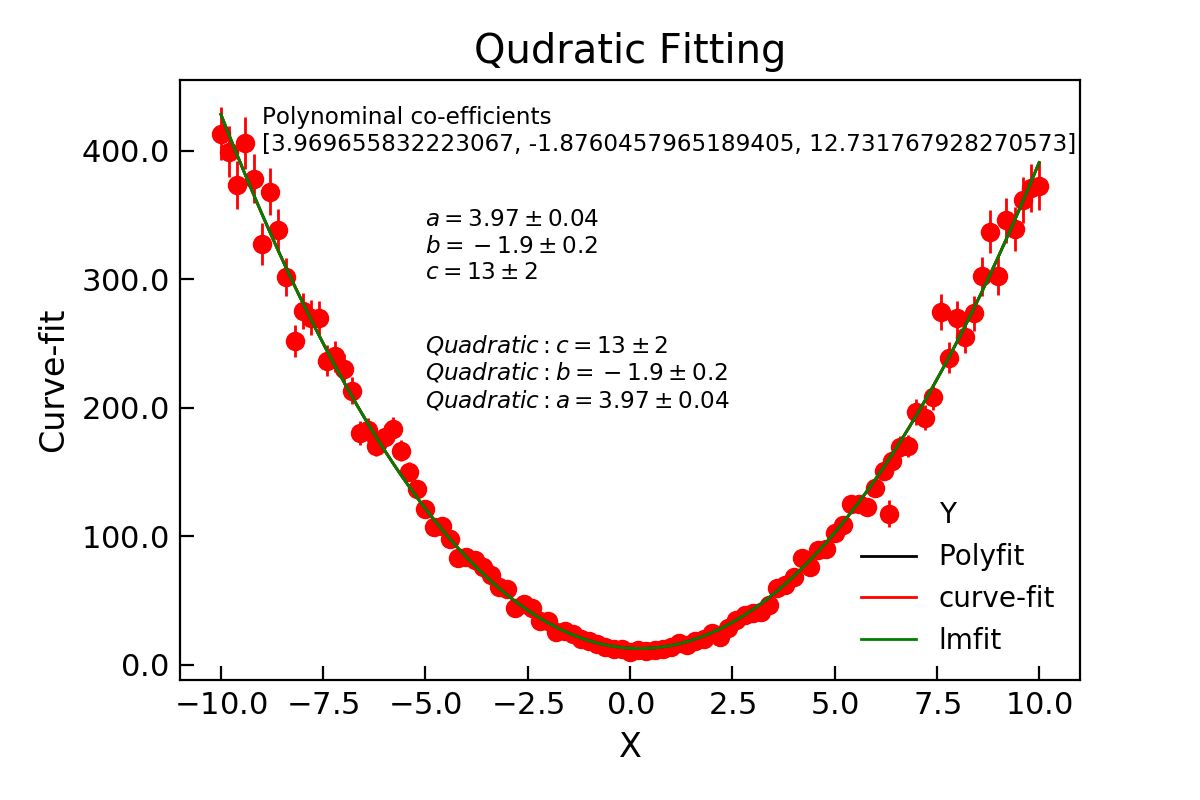 Qudratic Fitting
Polynominal co-efficients
[3.969655832223067, -1.8760457965189405, 12.731767928270573]
a = 3.97 ± 0.04
b = − 1.9 ± 0.2
c = 13 ± 2
Quadratic : c = 13 ± 2
Quadratic : b = − 1.9 ± 0.2
Quadratic : a = 3.97 ± 0.04
Curve-fit
400.0
300.0
200.0
100.0
0.0
Y
Polyfit
curve-fit
lmfit
−10.0 −7.5 −5.0 −2.5 0.0 2.5 5.0 7.5 10.0
X